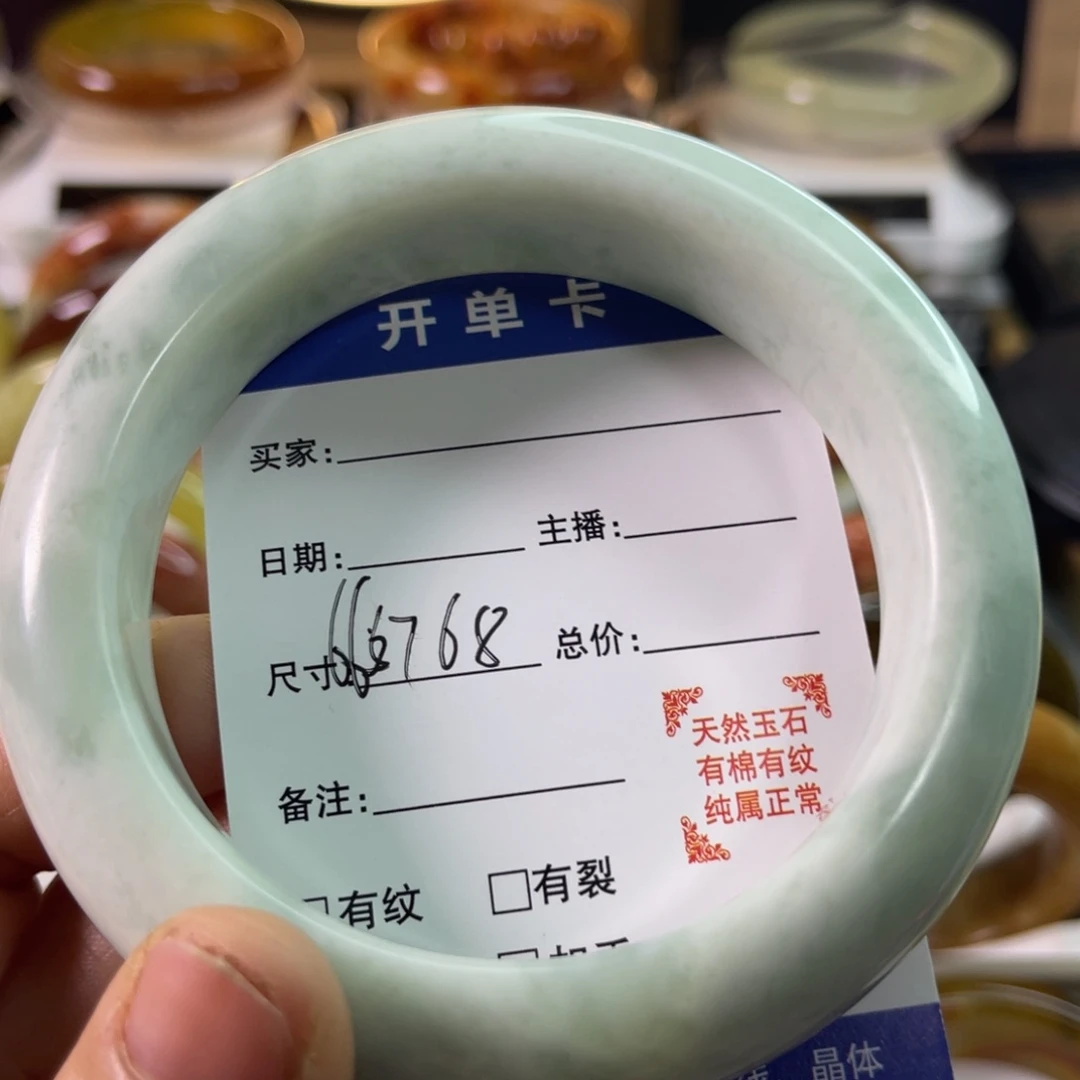 开单卡
买家:
日期: 主播:
尺寸: 6768 总价:
天然玉石
有棉有纹
纯属正常
备注:
□有纹 □有裂
晶体